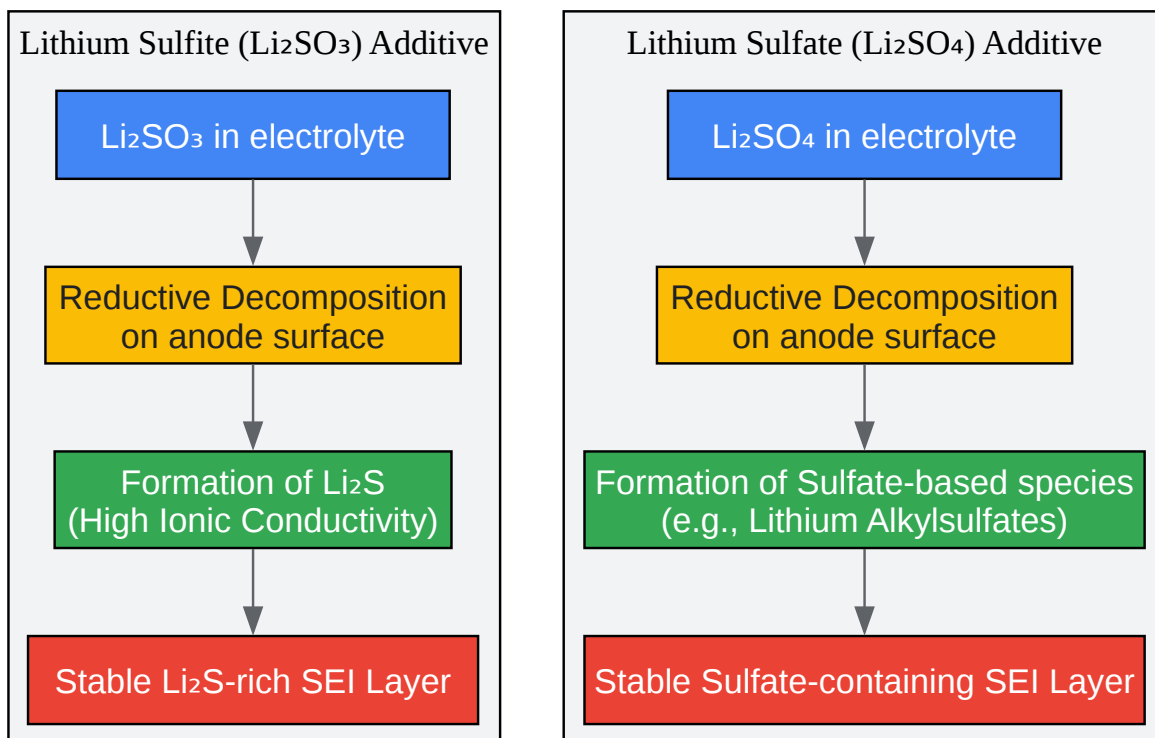 Lithium Sulfite (Li₂SO₃) Additive
Li₂SO₃ in electrolyte
Reductive Decomposition
on anode surface
Formation of Li₂S
(High Ionic Conductivity)
Stable Li₂S-rich SEI Layer
Lithium Sulfate (Li₂SO₄) Additive
Li₂SO₄ in electrolyte
Reductive Decomposition
on anode surface
Formation of Sulfate-based species
(e.g., Lithium Alkylsulfates)
Stable Sulfate-containing SEI Layer